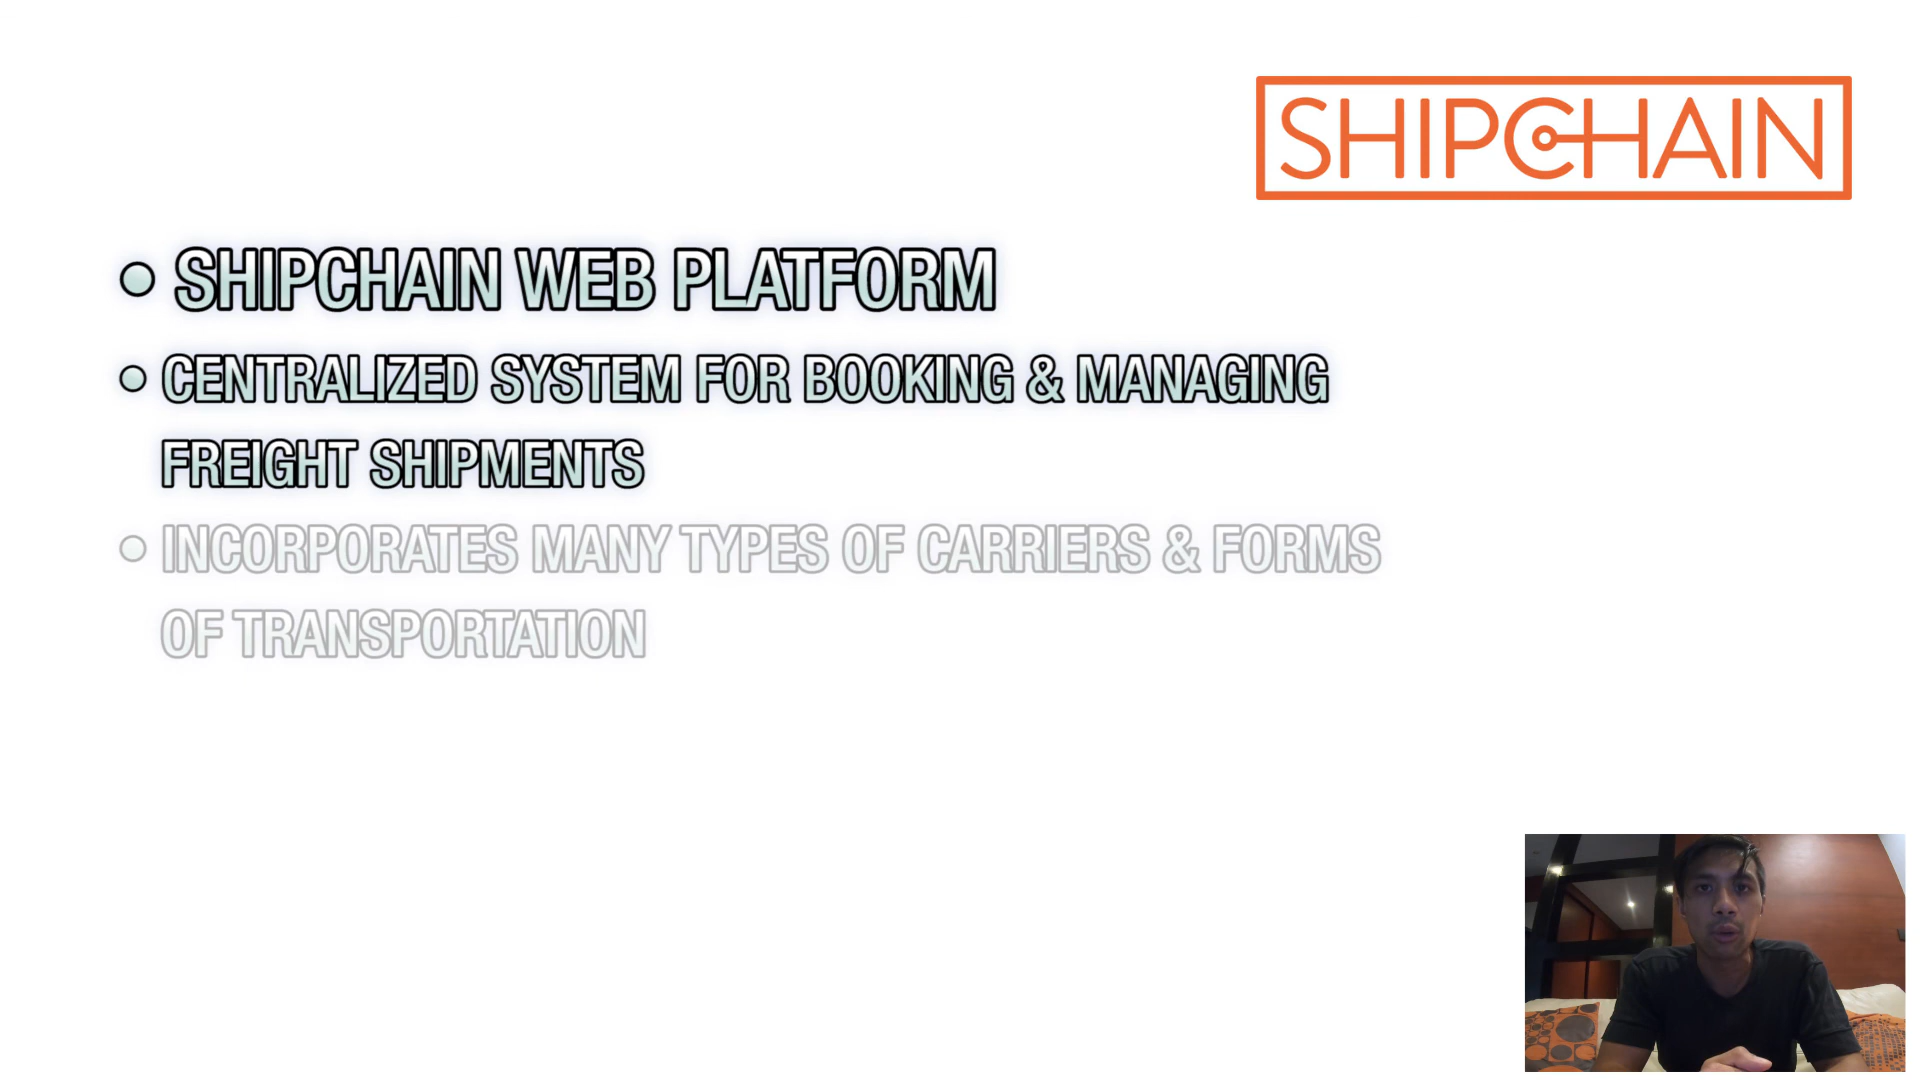 SHIPCHAIN
• SHIPCHAIN WEB PLATFORM
• CENTRALIZED SYSTEM FOR BOOKING & MANAGING
FREIGHT SHIPMENTS
• INCORPORATES MANY TYPES OF CARRIERS & FORMS
OF TRANSPORTATION